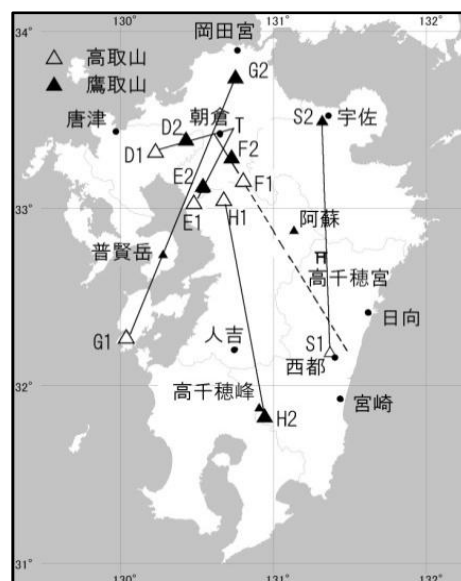 130°
131°
132°
34°
岡田宮
△ 高取山
▲ 鷹取山
G2
唐津
朝倉
S2
宇佐
D2
T
D1
F2
E2
F1
33°
E1
H1
阿蘇
普賢岳
高千穂宮
日向
G1
人吉
S1
西都
32°
高千穂峰
宮崎
H2
31°
130°
131°
132°